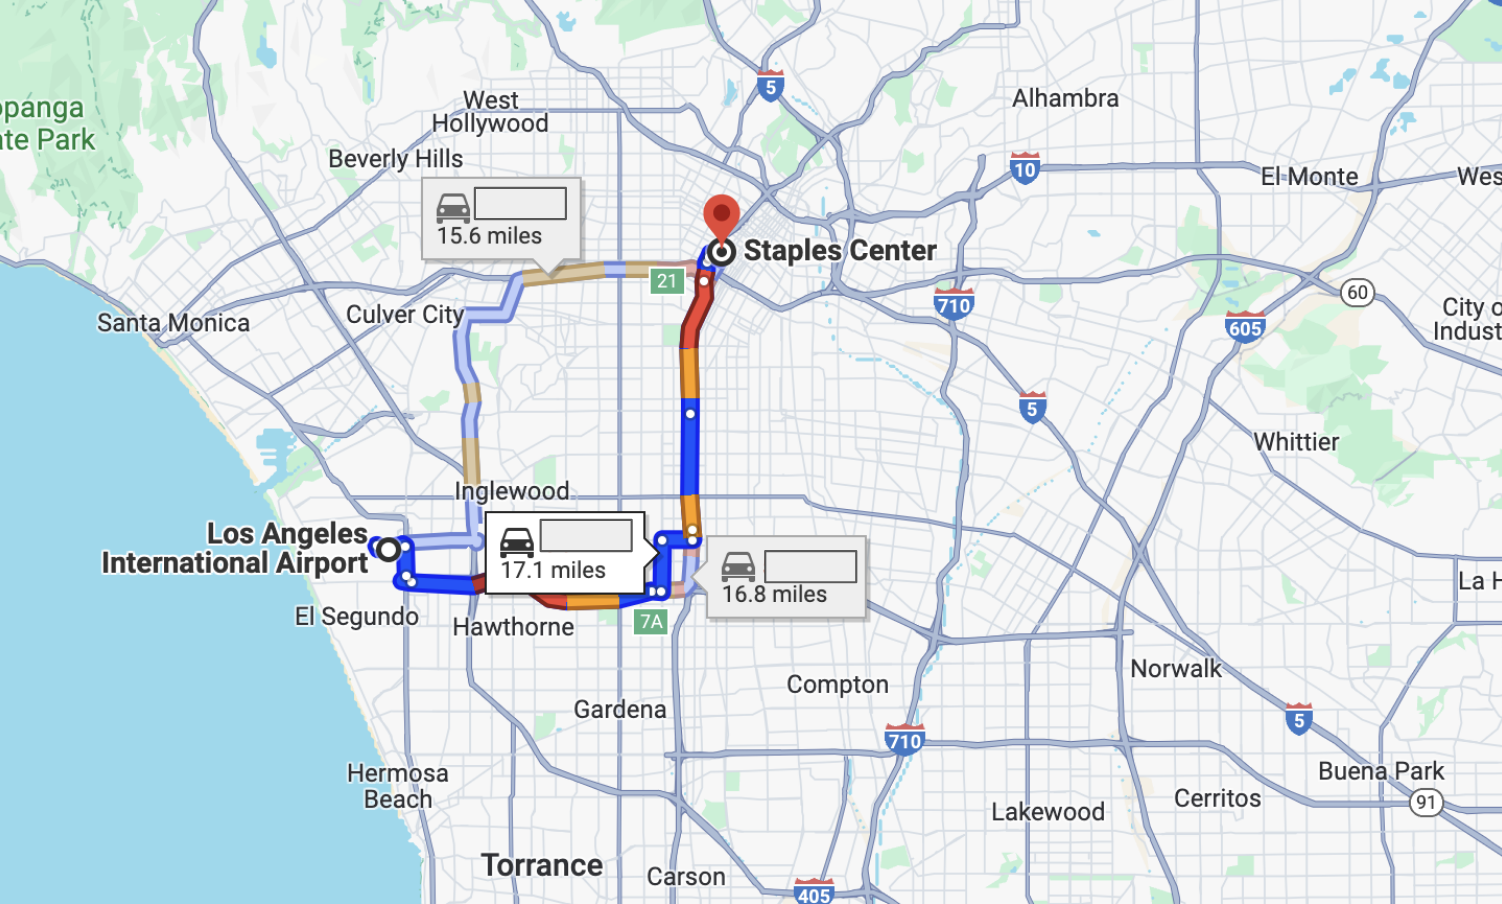 5
West
Hollywood
Alhambra
opanga
ate Park
Beverly Hills
10
El Monte
Wes
15.6 miles
Staples Center
21
710
60
Santa Monica
Culver City
605
City o
Indust
5
Whittier
Inglewood
Los Angeles
International Airport
17.1 miles
16.8 miles
La H
El Segundo
Hawthorne
7A
Norwalk
Compton
Gardena
5
710
Hermosa
Beach
Buena Park
Cerritos
91
Lakewood
Torrance
Carson
405